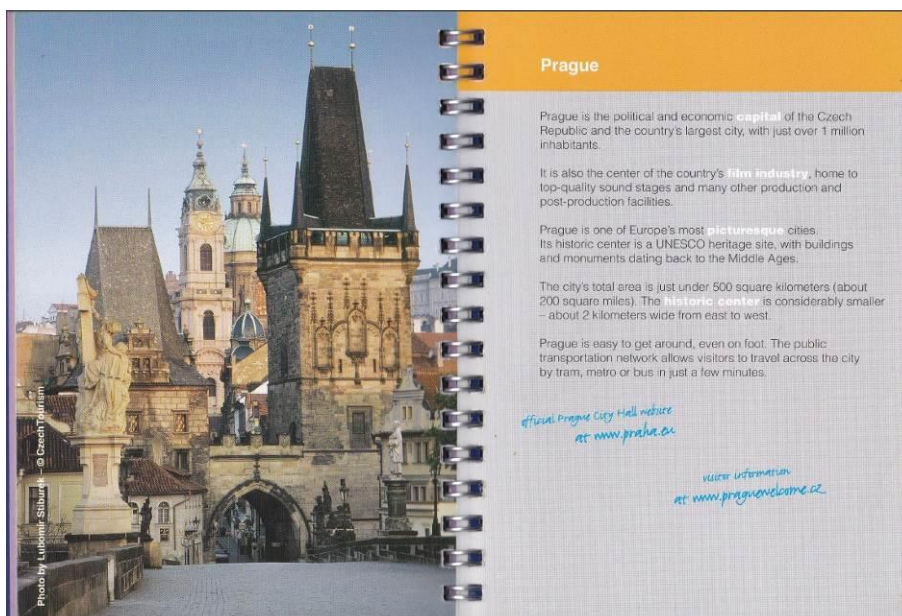 Photo by Lubomír Stiburek – © CzechTourism
Prague
Prague is the political and economic capital of the Czech
Republic and the country's largest city, with just over 1 million
inhabitants.
It is also the center of the country's film industry, home to
top-quality sound stages and many other production and
post-production facilities.
Prague is one of Europe's most picturesque cities.
Its historic center is a UNESCO heritage site, with buildings
and monuments dating back to the Middle Ages.
The city's total area is just under 500 square kilometers (about
200 square miles). The historic center is considerably smaller
– about 2 kilometers wide from east to west.
Prague is easy to get around, even on foot. The public
transportation network allows visitors to travel across the city
by tram, metro or bus in just a few minutes.
official Prague City Hall website
at www.praha.eu
visitor information
at www.praguewelcome.cz